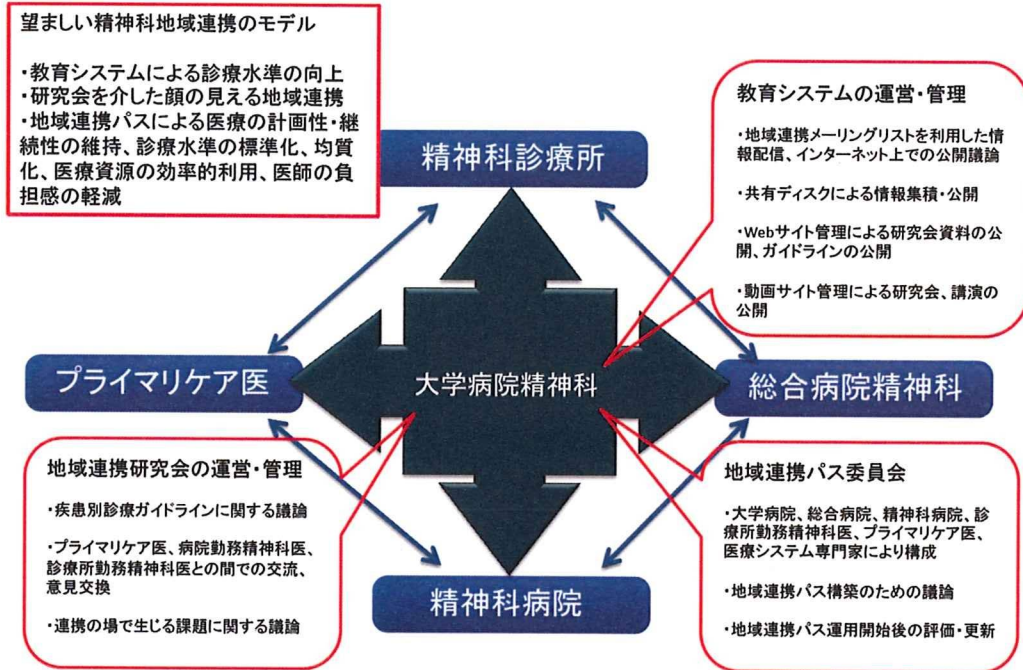 望ましい精神科地域連携のモデル
・教育システムによる診療水準の向上
・研究会を介した顔の見える地域連携
・地域連携パスによる医療の計画性・継
続性の維持、診療水準の標準化、均質
化、医療資源の効率的利用、医師の負
担感の軽減
教育システムの運営・管理
・地域連携メーリングリストを利用した情
報配信、インターネット上での公開議論
・共有ディスクによる情報集積・公開
・Webサイト管理による研究会資料の公
開、ガイドラインの公開
・動画サイト管理による研究会、講演の
公開
精神科診療所
プライマリケア医
大学病院精神科
総合病院精神科
地域連携研究会の運営・管理
・疾患別診療ガイドラインに関する議論
・プライマリケア医、病院勤務精神科医、
診療所勤務精神科医との間での交流、
意見交換
・連携の場で生じる課題に関する議論
精神科病院
地域連携パス委員会
・大学病院、総合病院、精神科病院、診
療所勤務精神科医、プライマリケア医、
医療システム専門家により構成
・地域連携パス構築のための議論
・地域連携パス運用開始後の評価・更新